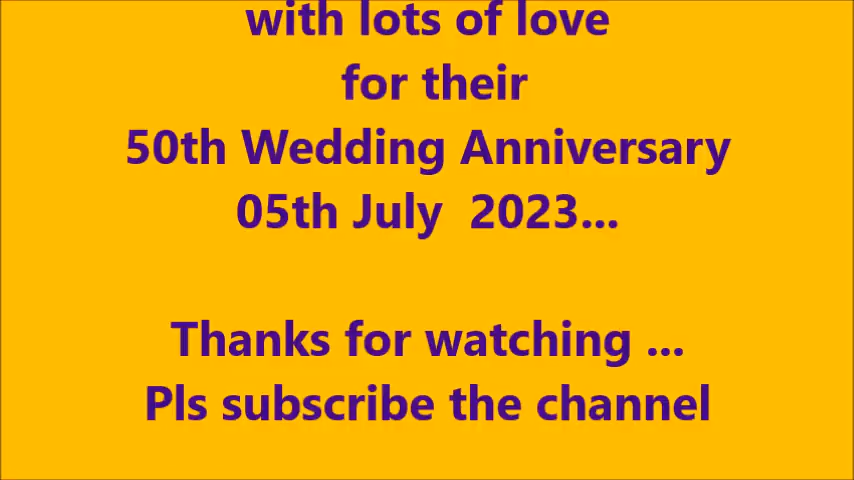 with lots of love
for their
50th Wedding Anniversary
05th July  2023...
Thanks for watching ...
Pls subscribe the channel